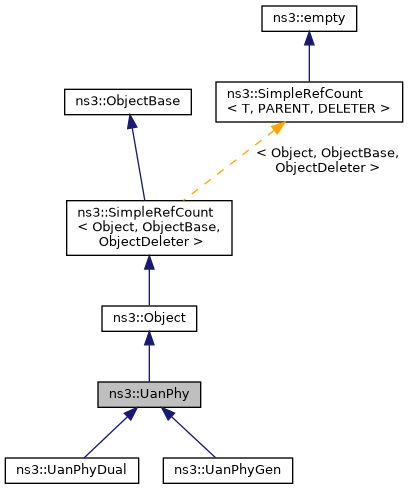 ns3::empty
ns3::SimpleRefCount
< T, PARENT, DELETER >
ns3::ObjectBase
< Object, ObjectBase,
ObjectDeleter >
ns3::SimpleRefCount
< Object, ObjectBase,
ObjectDeleter >
ns3::Object
ns3::UanPhy
ns3::UanPhyDual
ns3::UanPhyGen